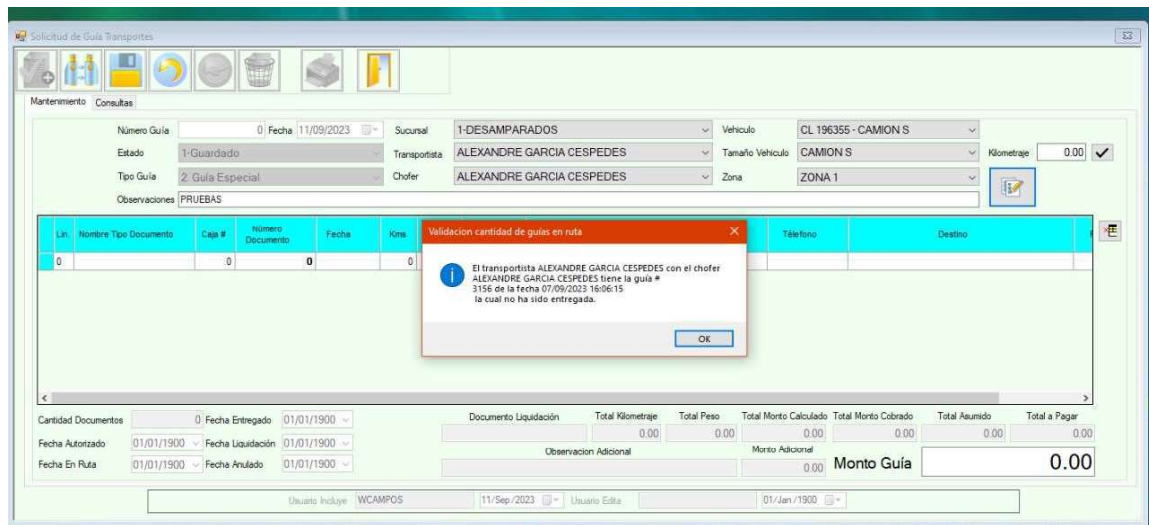 Solicitud de Guía Transportes
Mantenimiento Consultas
Número Guía 0 Fecha 11/09/2023 Sucursal 1-DESAMPARADOS Vehiculo CL 196355 - CAMION S
Estado 1-Guardado Transportista ALEXANDRE GARCIA CESPEDES Tamaño Vehiculo CAMION S Kilometraje 0.00
Tipo Guía 2. Guía Especial Chofer ALEXANDRE GARCIA CESPEDES Zona ZONA 1
Observaciones PRUEBAS
Lin. Nombre Tipo Documento Caja # Número Documento Fecha Kms Télefono Destino
0 0 0 0
Validacion cantidad de guías en ruta
El transportista ALEXANDRE GARCIA CESPEDES con el chofer
ALEXANDRE GARCIA CESPEDES tiene la guía #
3156 de la fecha 07/09/2023 16:06:15
la cual no ha sido entregada.
OK
Cantidad Documentos 0 Fecha Entregado 01/01/1900 Documento Liquidación Total Kilometraje Total Peso Total Monto Calculado Total Monto Cobrado Total Asumido Total a Pagar
Fecha Autorizado 01/01/1900 Fecha Liquidación 01/01/1900 0.00 0.00 0.00 0.00 0.00 0.00
Fecha En Ruta 01/01/1900 Fecha Anulado 01/01/1900 Observacion Adicional Monto Adicional 0.00 Monto Guía 0.00
Usuario Incluye WCAMPOS 11/Sep/2023 Usuario Edita 01/Jan/1900